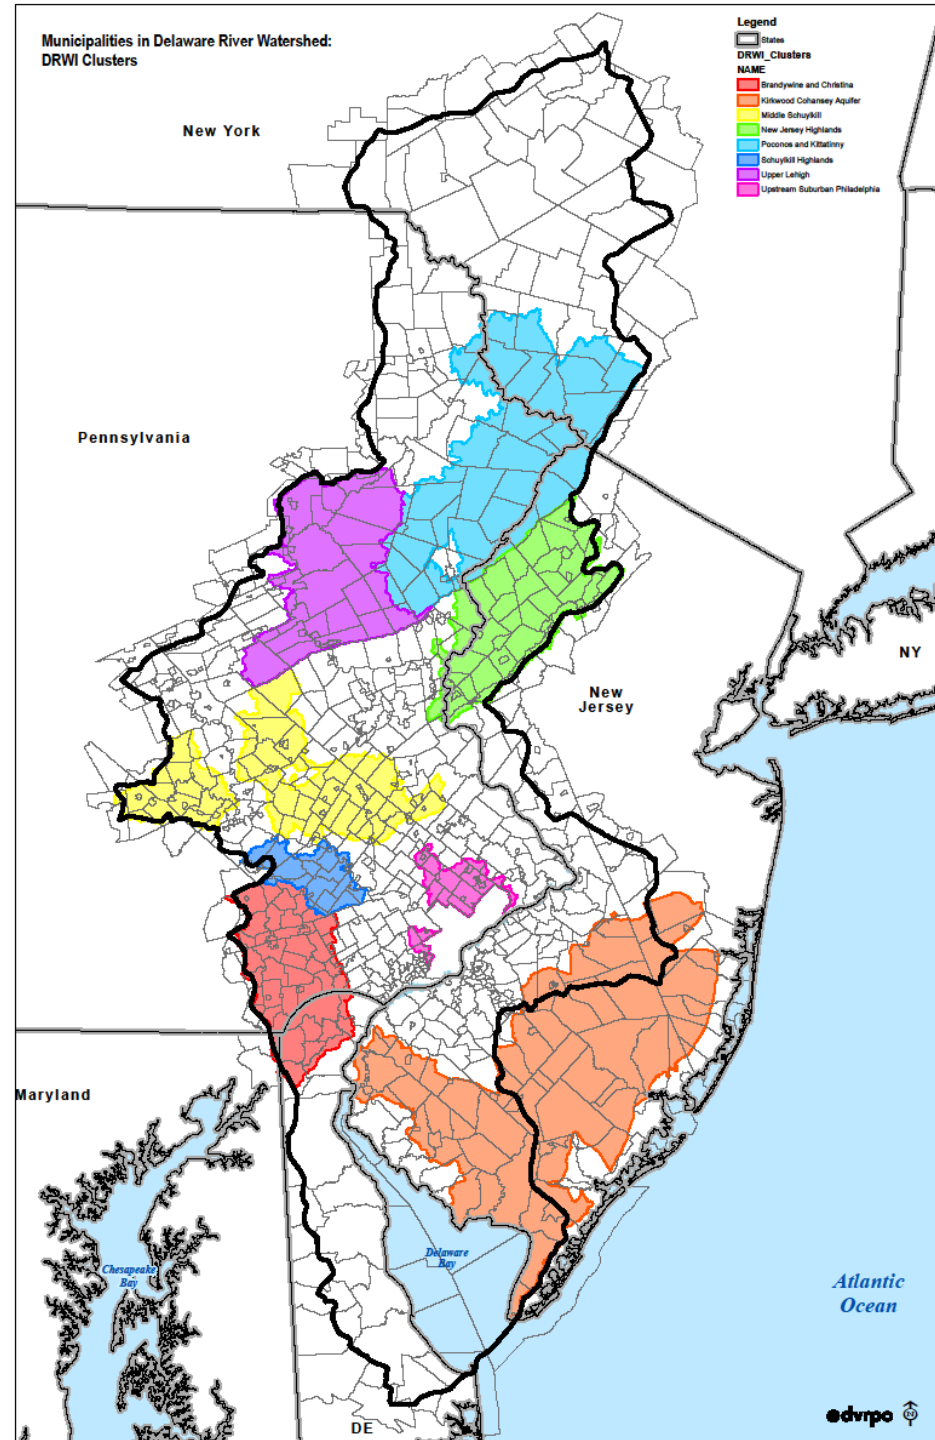 Municipalities in Delaware River Watershed:
DRWI Clusters
Legend
States
DRWI_Clusters
NAME
Brandywine and Christina
Kirkwood Cohansey Aquifer
Middle Schuylkill
New Jersey Highlands
Poconos and Kittatinny
Schuylkill Highlands
Upper Lehigh
Upstream Suburban Philadelphia
New York
Pennsylvania
NY
New
Jersey
Maryland
Delaware
Bay
Chesapeake
Bay
Atlantic
Ocean
DE
dvrpc